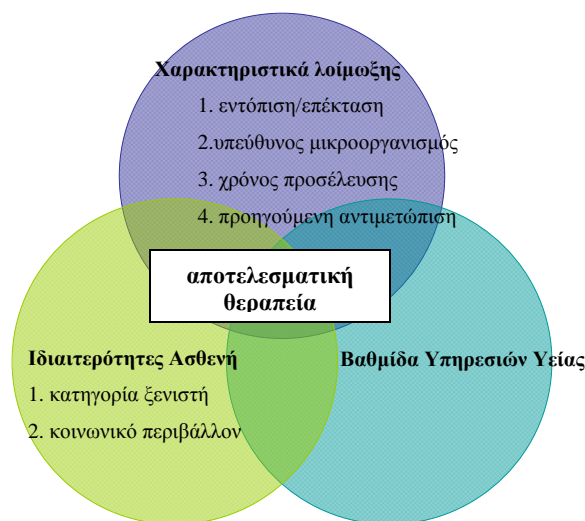 Χαρακτηριστικά λοίμωξης
1. εντόπιση/επέκταση
2.υπεύθυνος μικροοργανισμός
3. χρόνος προσέλευσης
4. προηγούμενη αντιμετώπιση
αποτελεσματική
θεραπεία
Ιδιαιτερότητες Ασθενή
1. κατηγορία ξενιστή
2. κοινωνικό περιβάλλον
Βαθμίδα Υπηρεσιών Υγείας